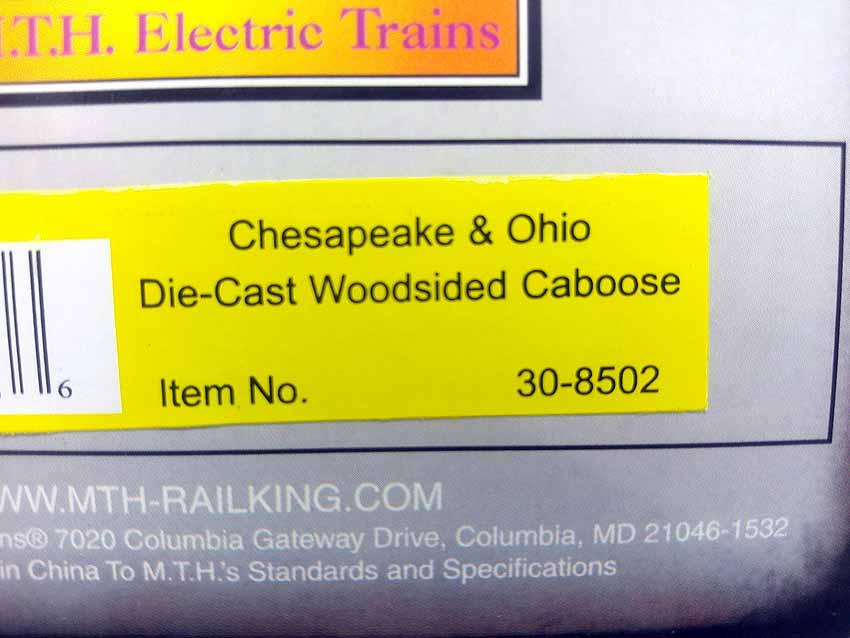 M.T.H. Electric Trains
Chesapeake & Ohio
Die-Cast Woodsided Caboose
6
Item No. 30-8502
WW.MTH-RAILKING.COM
ns® 7020 Columbia Gateway Drive, Columbia, MD 21046-1532
in China To M.T.H.'s Standards and Specifications